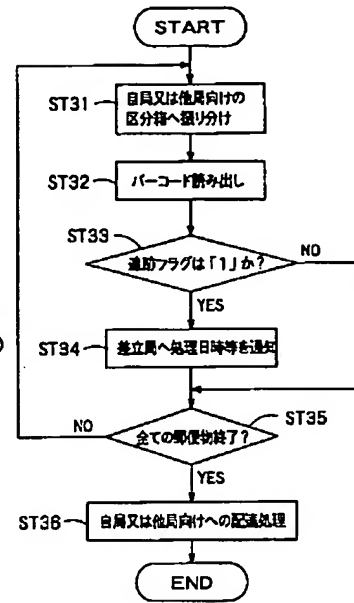 START
ST31
自局又は他局向けの
区分箱へ振り分け
ST32
バーコード読み出し
ST33
追跡フラグは「1」か?
NO
YES
ST34
差立局へ処理日時等を通知
ST35
NO
全ての郵便物終了?
YES
ST36
自局又は他局向けへの配達処理
END